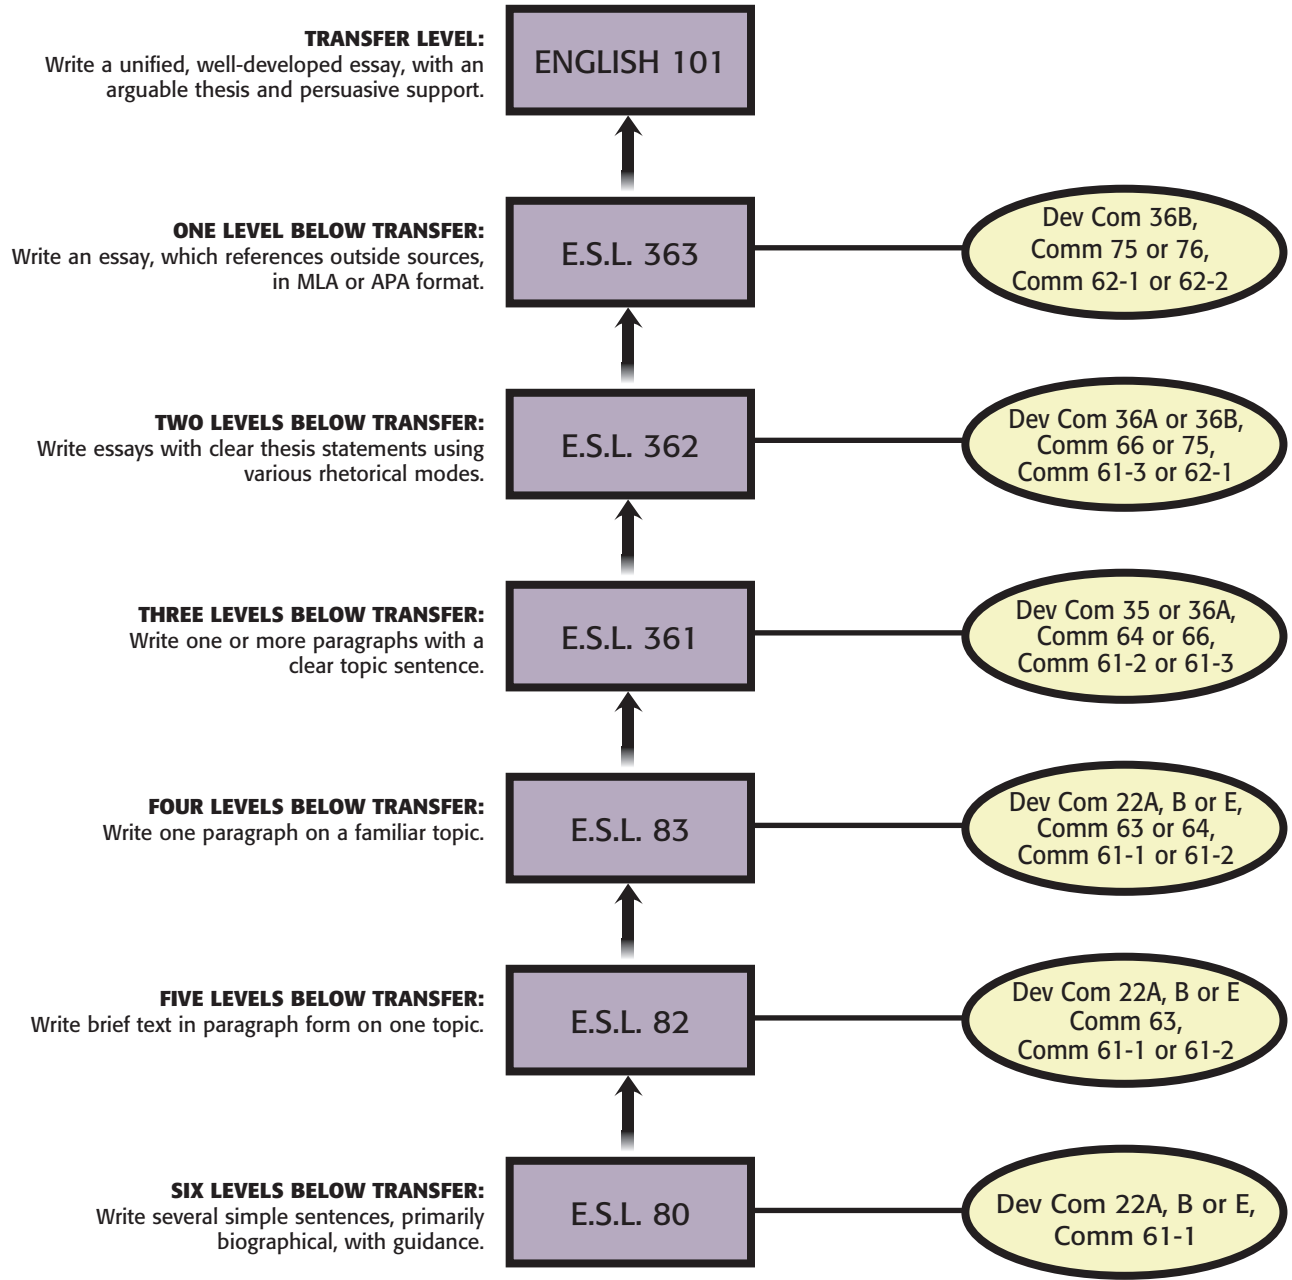 TRANSFER LEVEL:
Write a unified, well-developed essay, with an
arguable thesis and persuasive support.
ENGLISH 101
ONE LEVEL BELOW TRANSFER:
Write an essay, which references outside sources,
in MLA or APA format.
E.S.L. 363
Dev Com 36B,
Comm 75 or 76,
Comm 62-1 or 62-2
TWO LEVELS BELOW TRANSFER:
Write essays with clear thesis statements using
various rhetorical modes.
E.S.L. 362
Dev Com 36A or 36B,
Comm 66 or 75,
Comm 61-3 or 62-1
THREE LEVELS BELOW TRANSFER:
Write one or more paragraphs with a
clear topic sentence.
E.S.L. 361
Dev Com 35 or 36A,
Comm 64 or 66,
Comm 61-2 or 61-3
FOUR LEVELS BELOW TRANSFER:
Write one paragraph on a familiar topic.
E.S.L. 83
Dev Com 22A, B or E,
Comm 63 or 64,
Comm 61-1 or 61-2
FIVE LEVELS BELOW TRANSFER:
Write brief text in paragraph form on one topic.
E.S.L. 82
Dev Com 22A, B or E
Comm 63,
Comm 61-1 or 61-2
SIX LEVELS BELOW TRANSFER:
Write several simple sentences, primarily
biographical, with guidance.
E.S.L. 80
Dev Com 22A, B or E,
Comm 61-1